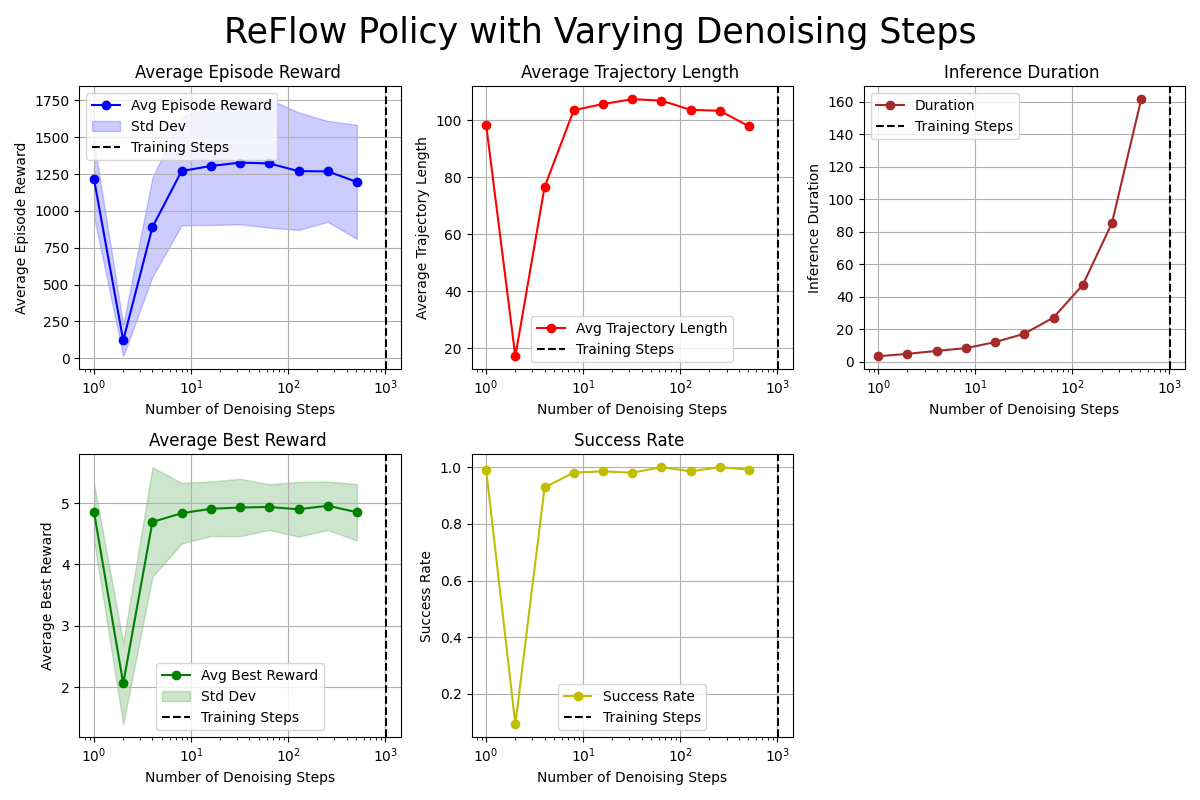 ReFlow Policy with Varying Denoising Steps
Average Episode Reward
Avg Episode Reward
Std Dev
Training Steps
1750
1500
1250
1000
750
500
250
0
Average Episode Reward
10⁰
10¹
10²
10³
Number of Denoising Steps
Average Trajectory Length
100
80
60
40
20
Average Trajectory Length
Avg Trajectory Length
Training Steps
10⁰
10¹
10²
10³
Number of Denoising Steps
Inference Duration
Duration
Training Steps
160
140
120
100
80
60
40
20
0
Inference Duration
10⁰
10¹
10²
10³
Number of Denoising Steps
Average Best Reward
5
4
3
2
Average Best Reward
Avg Best Reward
Std Dev
Training Steps
10⁰
10¹
10²
10³
Number of Denoising Steps
Success Rate
1.0
0.8
0.6
0.4
0.2
Success Rate
Success Rate
Training Steps
10⁰
10¹
10²
10³
Number of Denoising Steps